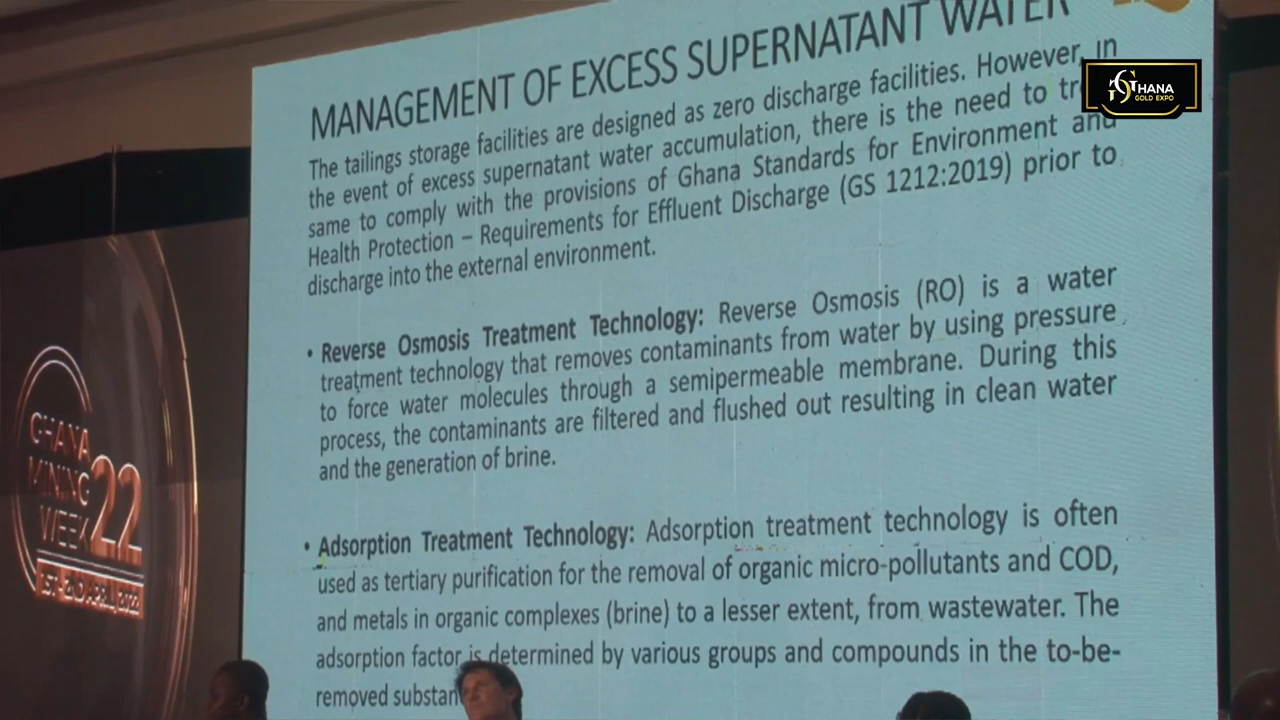 MANAGEMENT OF EXCESS SUPERNATANT WATER
The tailings storage facilities are designed as zero discharge facilities. However, in
the event of excess supernatant water accumulation, there is the need to
same to comply with the provisions of Ghana Standards for Environment and
Health Protection – Requirements for Effluent Discharge (GS 1212:2019) prior to
discharge into the external environment.
• Reverse Osmosis Treatment Technology: Reverse Osmosis (RO) is a water
treatment technology that removes contaminants from water by using pressure
to force water molecules through a semipermeable membrane. During this
process, the contaminants are filtered and flushed out resulting in clean water
and the generation of brine.
• Adsorption Treatment Technology: Adsorption treatment technology is often
used as tertiary purification for the removal of organic micro-pollutants and COD,
and metals in organic complexes (brine) to a lesser extent, from wastewater. The
adsorption factor is determined by various groups and compounds in the to-be-
removed
GHANA
GOLD EXPO
GHANA
MINING
WEEK 22
1ST-2ND APRIL, 2022